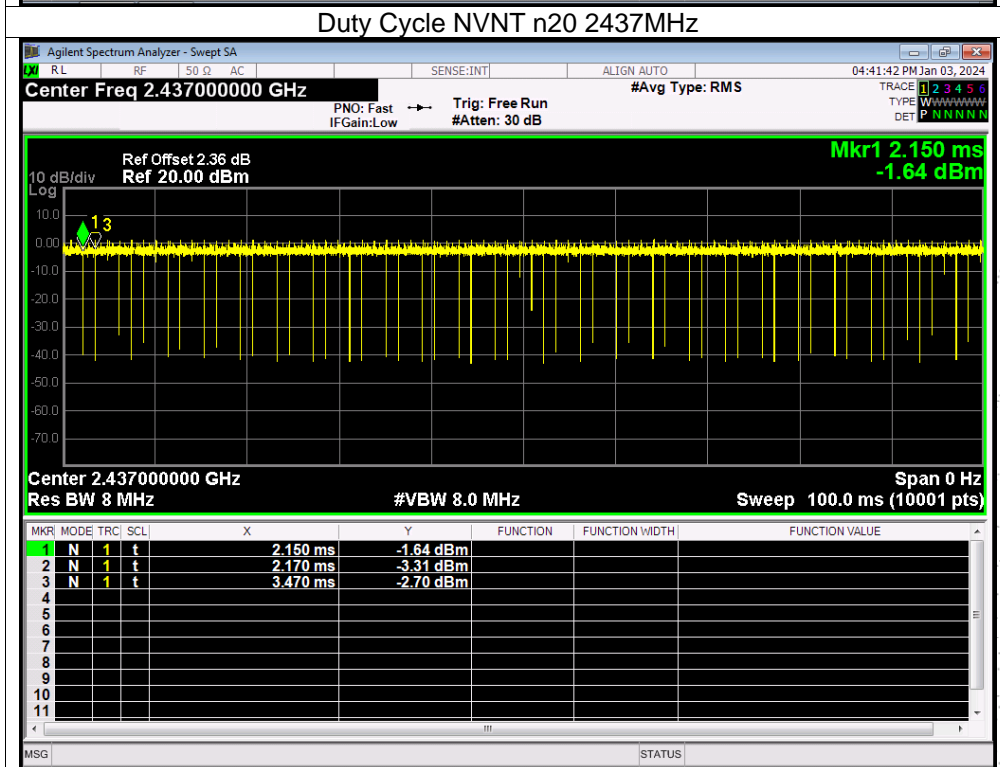 Duty Cycle NVNT n20 2437MHz
Agilent Spectrum Analyzer - Swept SA
LXI RL RF 50 Ω AC SENSE:INT ALIGN AUTO 04:41:42 PM Jan 03, 2024
Center Freq 2.437000000 GHz #Avg Type: RMS TRACE 1 2 3 4 5 6
PNO: Fast Trig: Free Run TYPE WWWWWW
IFGain:Low #Atten: 30 dB DET P N N N N N
Mkr1 2.150 ms
Ref Offset 2.36 dB
10 dB/div Ref 20.00 dBm -1.64 dBm
Log
10.0
1 3
0.00
-10.0
-20.0
-30.0
-40.0
-50.0
-60.0
-70.0
Center 2.437000000 GHz Span 0 Hz
Res BW 8 MHz #VBW 8.0 MHz Sweep 100.0 ms (10001 pts)
MKR MODE TRC SCL X Y FUNCTION FUNCTION WIDTH FUNCTION VALUE
1 N 1 t 2.150 ms -1.64 dBm
2 N 1 t 2.170 ms -3.31 dBm
3 N 1 t 3.470 ms -2.70 dBm
4
5
6
7
8
9
10
11
MSG STATUS